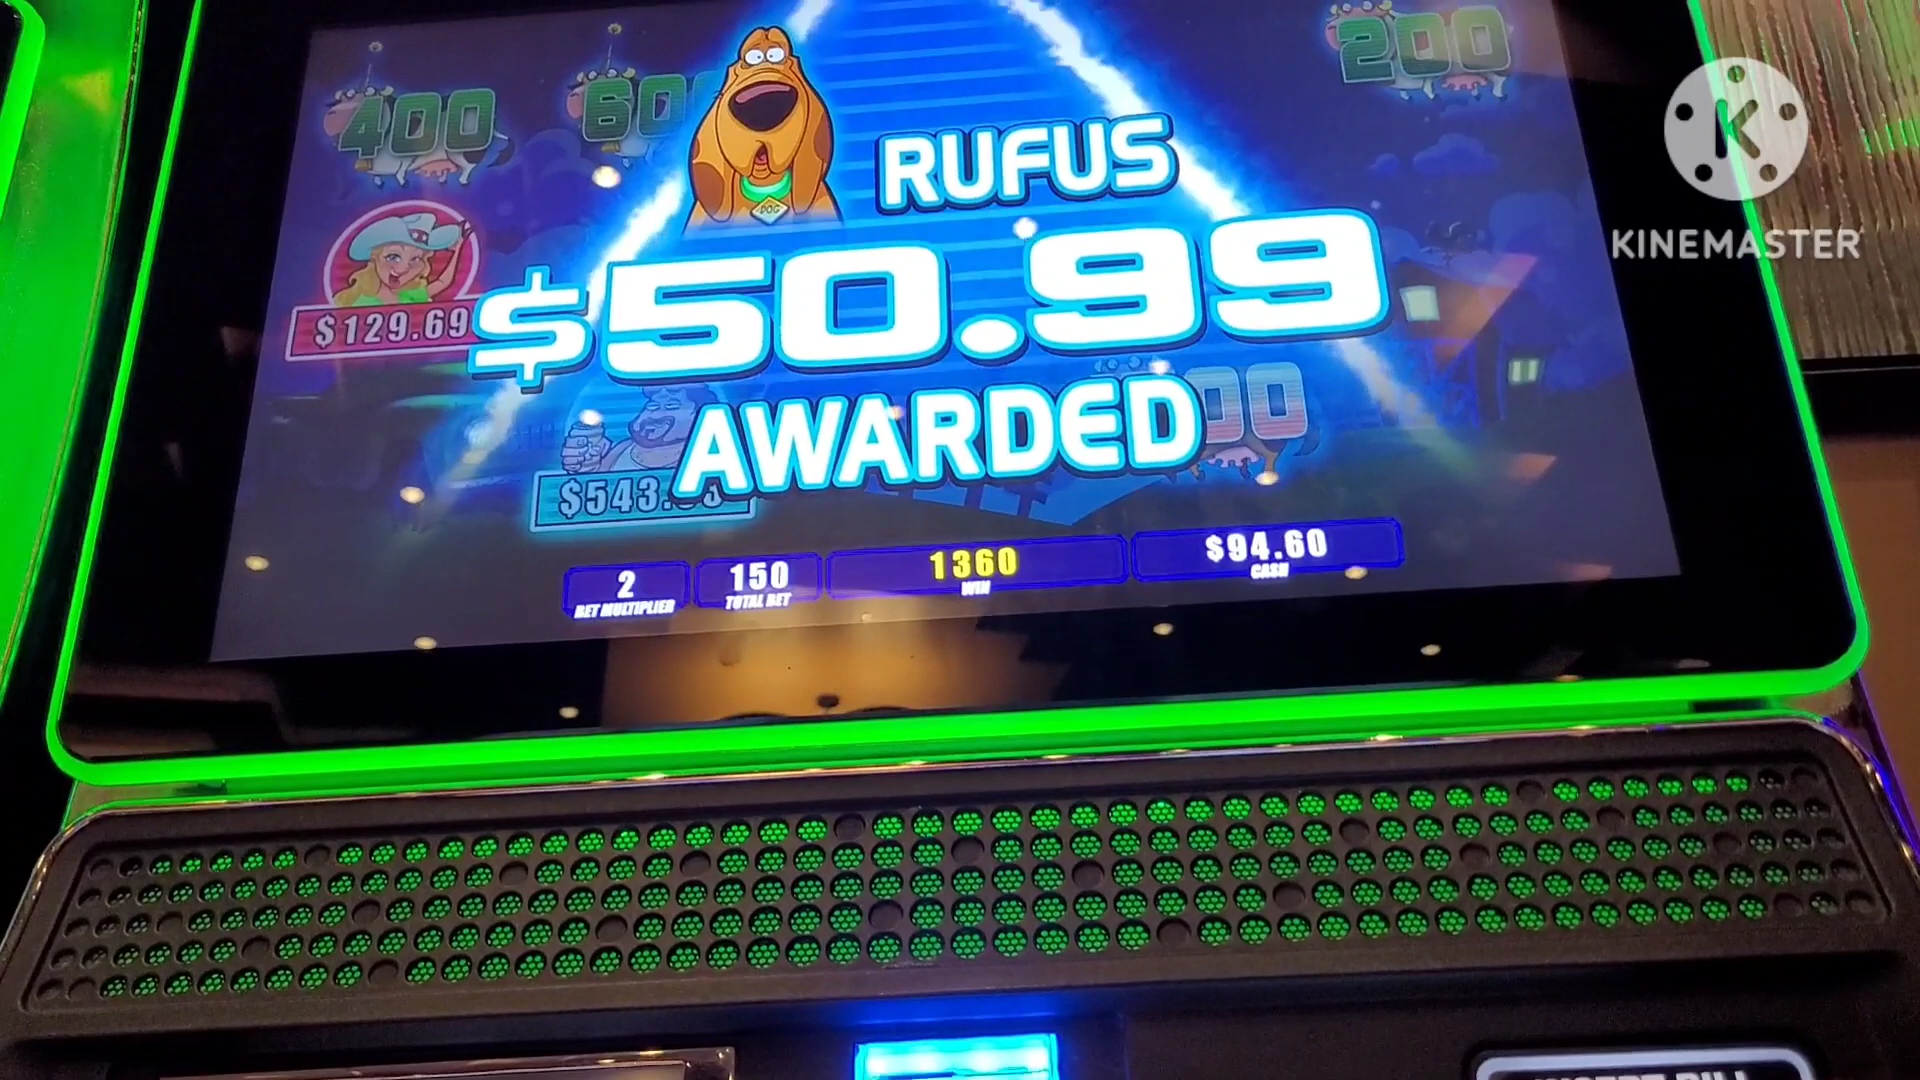 400
200
K
KINEMASTER
RUFUS
DOG
$129.69
$50.99
AWARDED
2
BET MULTIPLIER
150
TOTAL BET
1360
WIN
$94.60
CASH